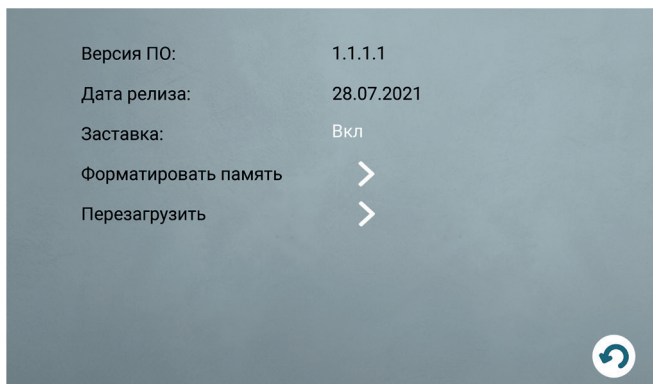 Версия ПО: 1.1.1.1
Дата релиза: 28.07.2021
Заставка: Вкл
Форматировать память
Перезагрузить